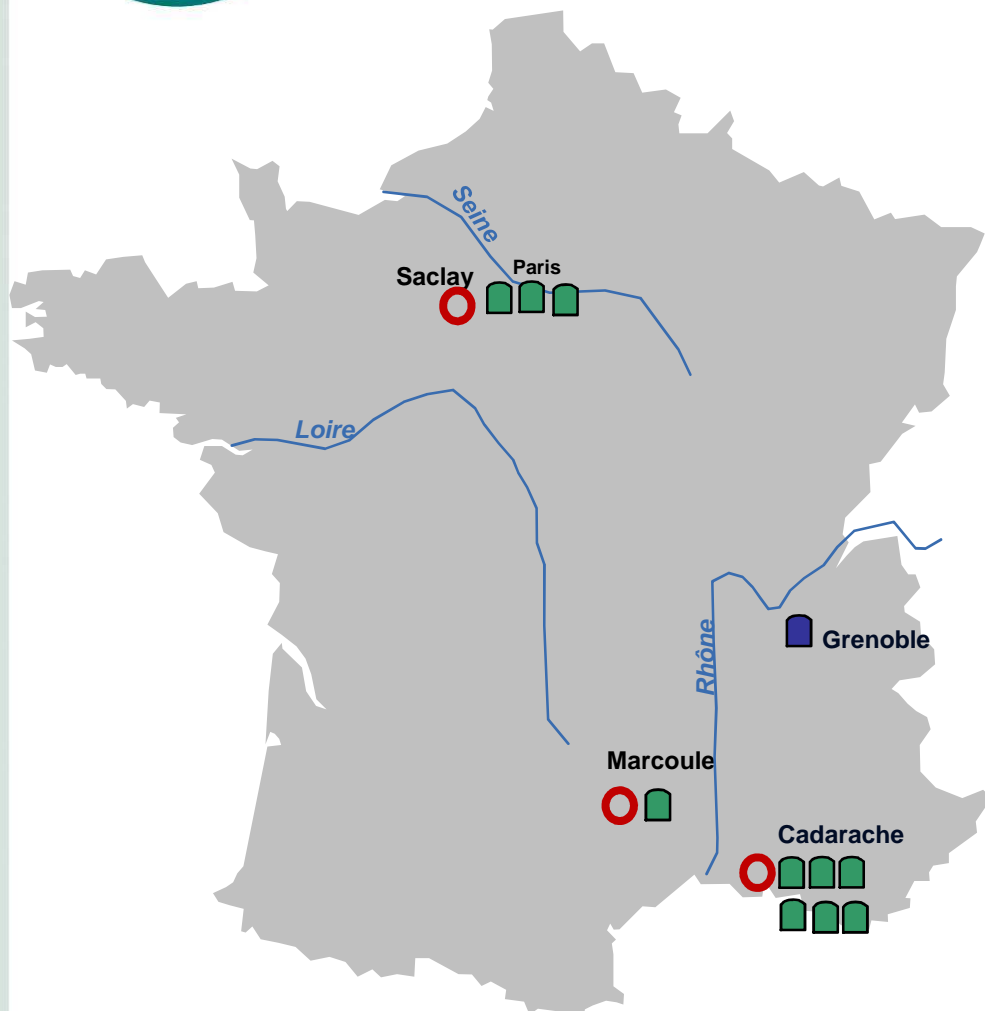 Seine
Paris
Saclay
Loire
Rhône
Grenoble
Marcoule
Cadarache